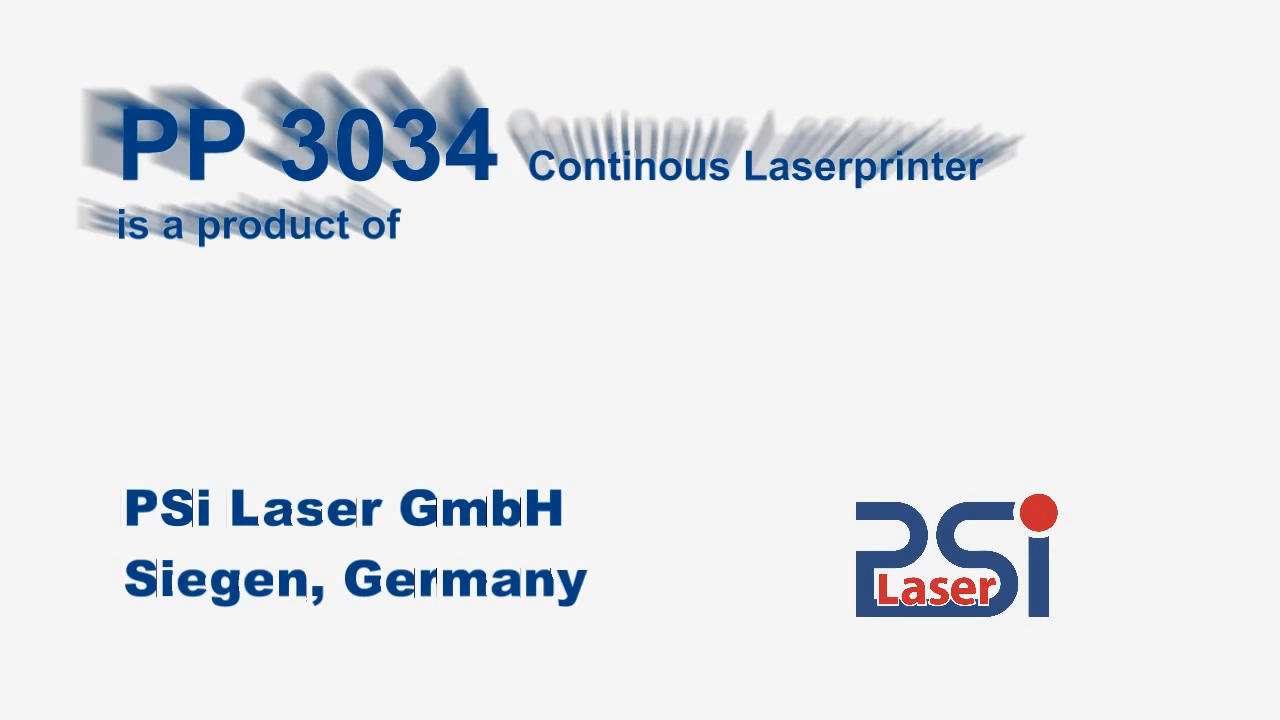 PP 3034 Continous Laserprinter
is a product of
PSi Laser GmbH
Siegen, Germany
PSi
Laser